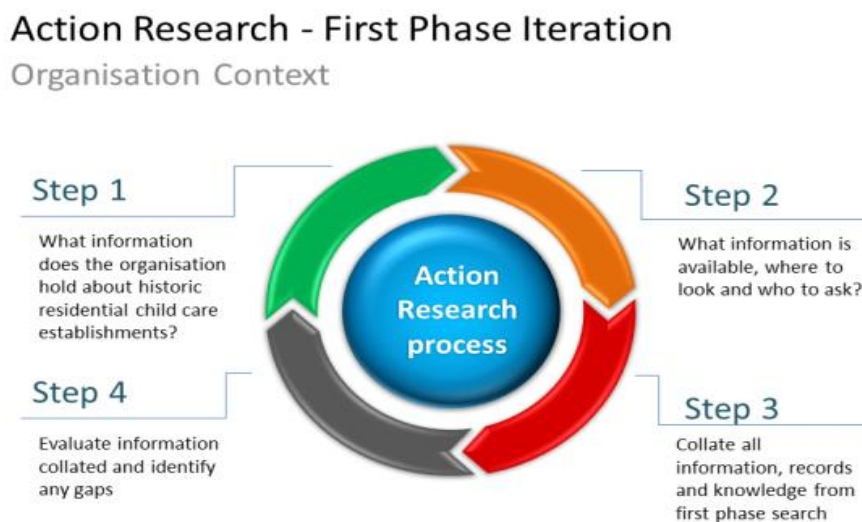 Action Research - First Phase Iteration
Organisation Context
Step 1
What information
does the organisation
hold about historic
residential child care
establishments?
Step 2
What information is
available, where to
look and who to ask?
Action
Research
process
Step 4
Evaluate information
collated and identify
any gaps
Step 3
Collate all
information, records
and knowledge from
first phase search